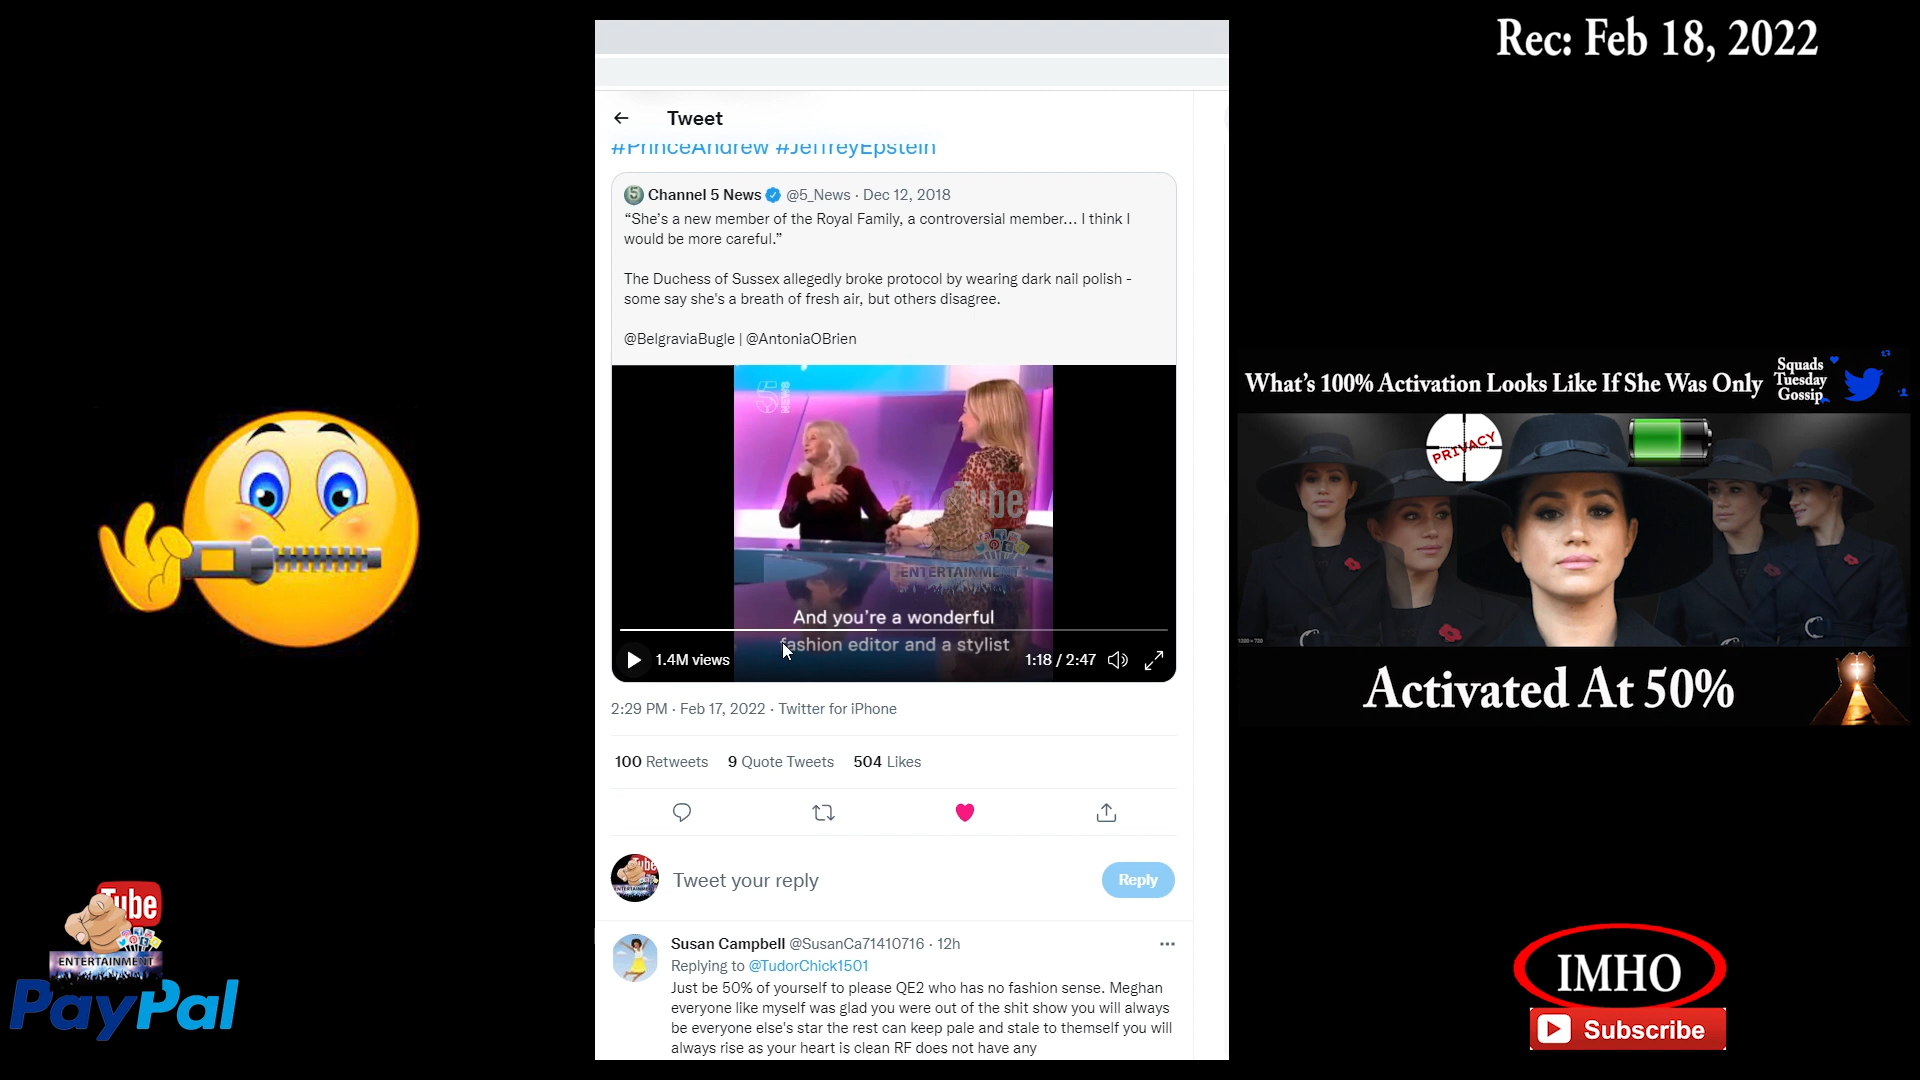 Rec: Feb 18, 2022
Tweet
#PrinceAndrew #JeffreyEpstein
Channel 5 News @5_News · Dec 12, 2018
“She’s a new member of the Royal Family, a controversial member… I think I
would be more careful.”
The Duchess of Sussex allegedly broke protocol by wearing dark nail polish -
some say she's a breath of fresh air, but others disagree.
@BelgraviaBugle | @AntoniaOBrien
5 NEWS
Tube
ENTERTAINMENT
And you’re a wonderful
fashion editor and a stylist
1.4M views
1:18 / 2:47
2:29 PM · Feb 17, 2022 · Twitter for iPhone
100 Retweets 9 Quote Tweets 504 Likes
Tube
Tweet your reply
Reply
Susan Campbell @SusanCa71410716 · 12h
Replying to @TudorChick1501
Just be 50% of yourself to please QE2 who has no fashion sense. Meghan
everyone like myself was glad you were out of the shit show you will always
be everyone else's star the rest can keep pale and stale to themself you will
always rise as your heart is clean RF does not have any
What’s 100% Activation Looks Like If She Was Only
Squads
Tuesday
Gossip
PRIVACY
Activated At 50%
Tube
ENTERTAINMENT
PayPal
IMHO
Subscribe